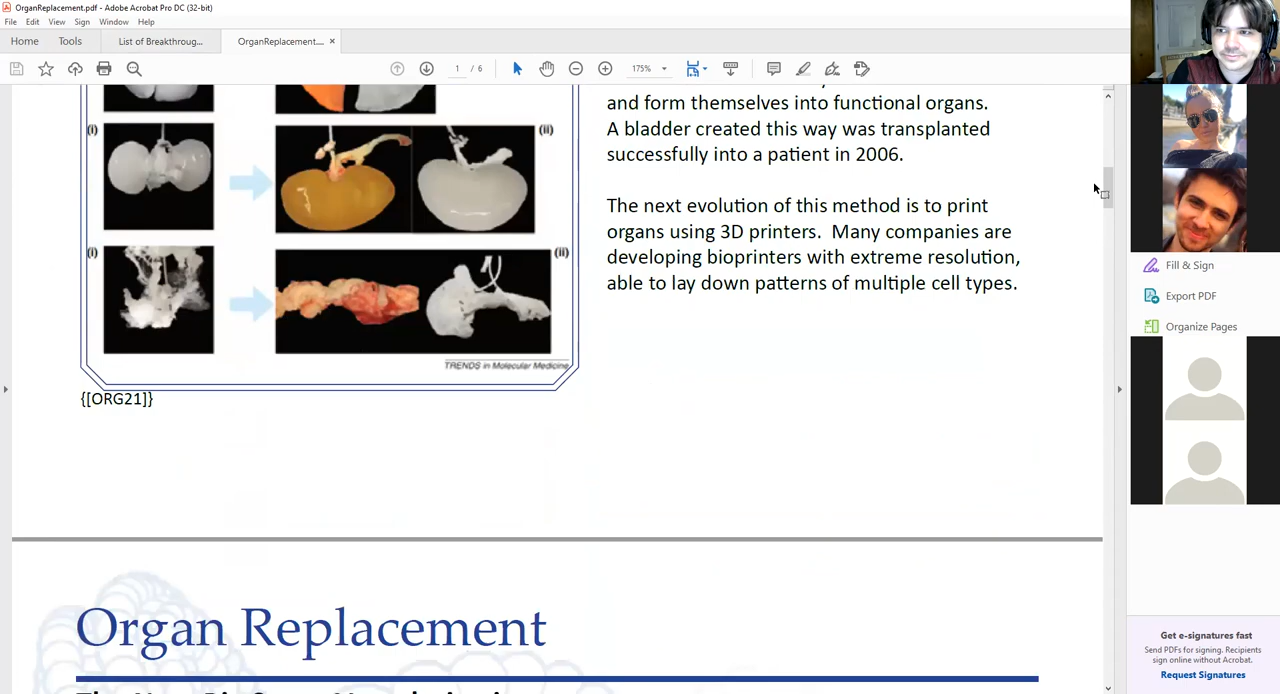 OrganReplacement.pdf - Adobe Acrobat Pro DC (32-bit)
File Edit View Sign Window Help
Home Tools List of Breakthroug... OrganReplacement.... ×
1 / 6 175%
and form themselves into functional organs.
A bladder created this way was transplanted
successfully into a patient in 2006.
The next evolution of this method is to print
organs using 3D printers. Many companies are
developing bioprinters with extreme resolution,
able to lay down patterns of multiple cell types.
(i) (ii)
(i) (ii)
TRENDS in Molecular Medicine
{[ORG21]}
Organ Replacement
Fill & Sign
Export PDF
Organize Pages
Get e-signatures fast
Send PDFs for signing. Recipients
sign online without Acrobat.
Request Signatures